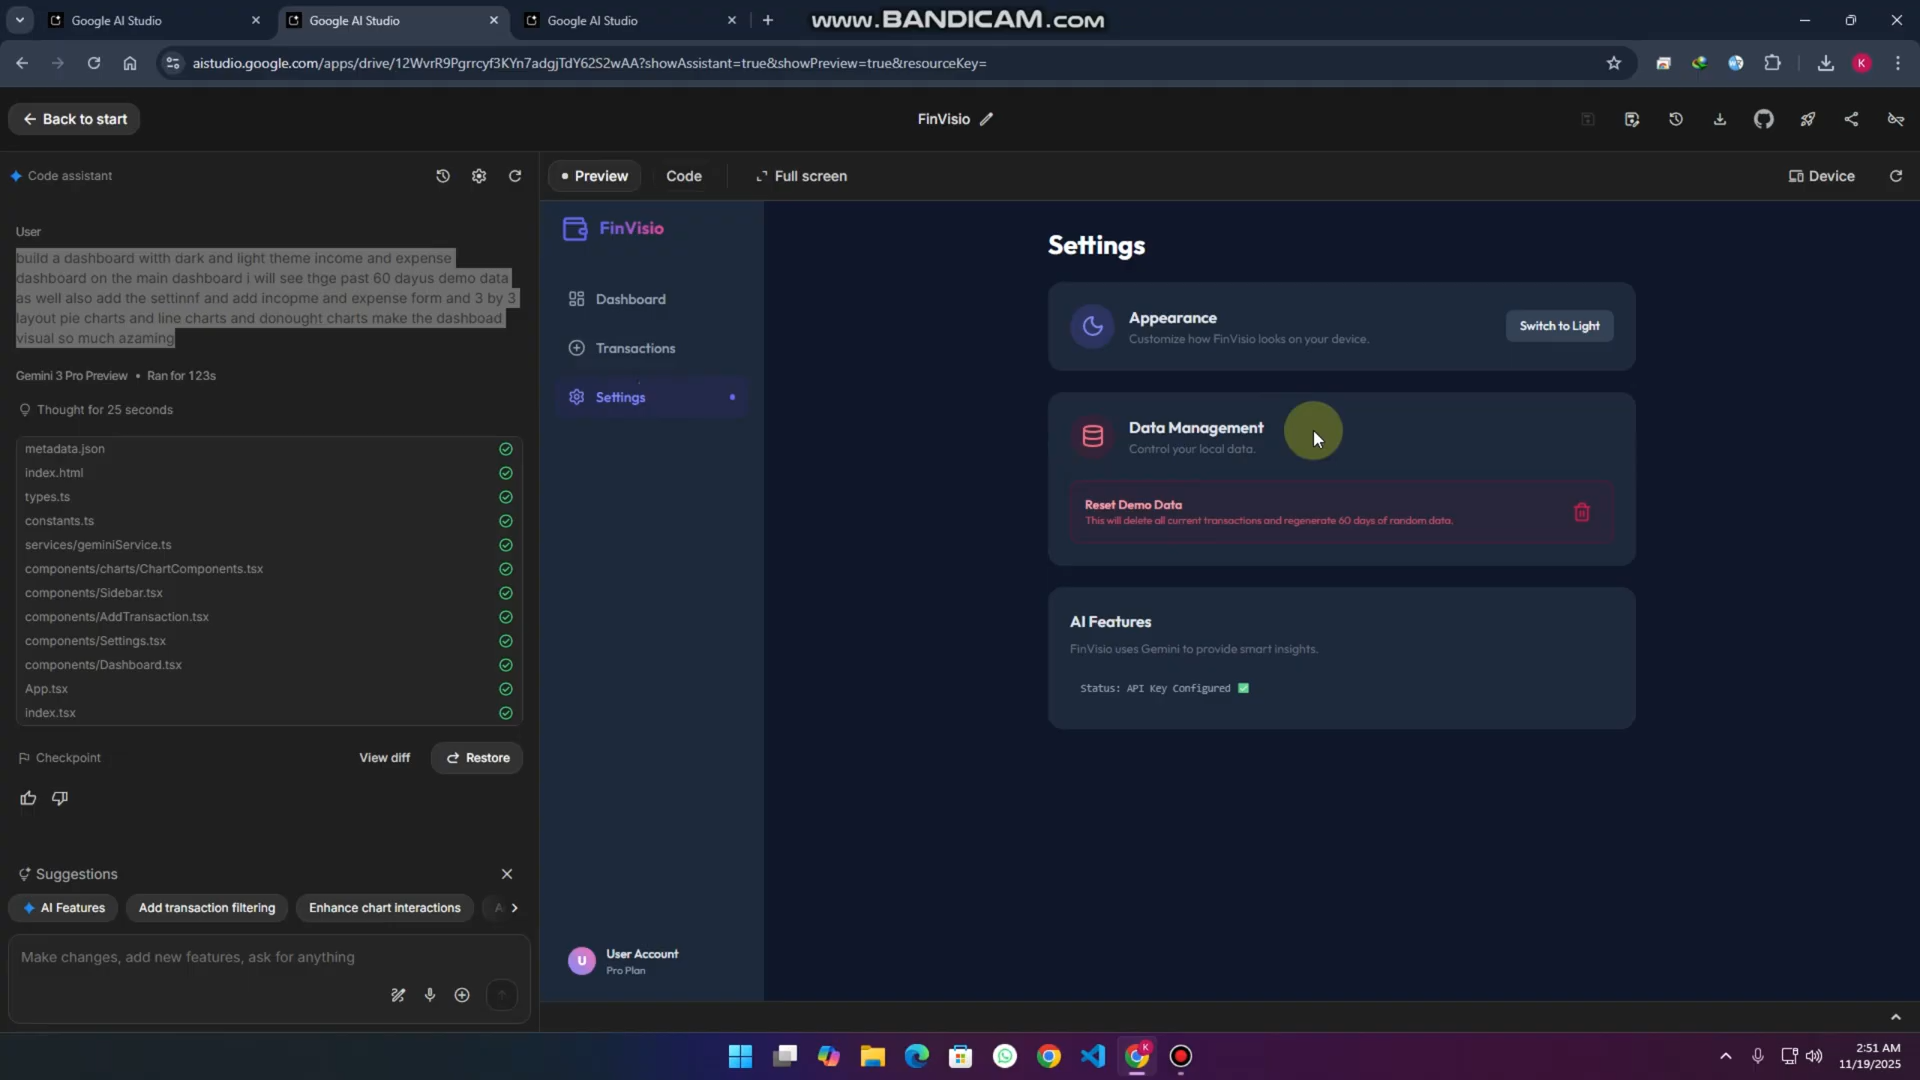 Google AI Studio
Google AI Studio
Google AI Studio
www.BANDICAM.com
aistudio.google.com/apps/drive/12WvrR9Pgrrcyf3KYn7adgjTdY62S2wAA?showAssistant=true&showPreview=true&resourceKey=
K
Back to start
FinVisio
Code assistant
Preview
Code
Full screen
Device
User
build a dashboard witth dark and light theme income and expense
dashboard on the main dashboard i will see thge past 60 dayus demo data
as well also add the settinnf and add incopme and expense form and 3 by 3
layout pie charts and line charts and donought charts make the dashboad
visual so much azaming
Gemini 3 Pro Preview • Ran for 123s
Thought for 25 seconds
metadata.json
index.html
types.ts
constants.ts
services/geminiService.ts
components/charts/ChartComponents.tsx
components/Sidebar.tsx
components/AddTransaction.tsx
components/Settings.tsx
components/Dashboard.tsx
App.tsx
index.tsx
Checkpoint
View diff
Restore
Suggestions
AI Features
Add transaction filtering
Enhance chart interactions
A
Make changes, add new features, ask for anything
FinVisio
Dashboard
Transactions
Settings
U
User Account
Pro Plan
Settings
Appearance
Customize how FinVisio looks on your device.
Switch to Light
Data Management
Control your local data.
Reset Demo Data
This will delete all current transactions and regenerate 60 days of random data.
AI Features
FinVisio uses Gemini to provide smart insights.
Status: API Key Configured ✅
K
2:51 AM
11/19/2025